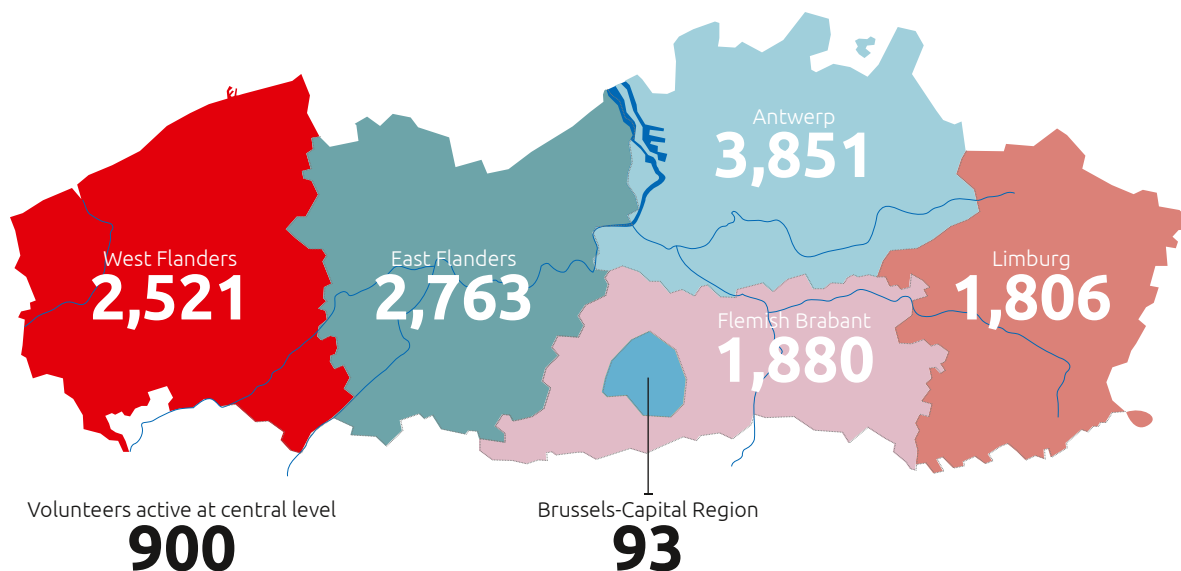 Antwerp
3,851
West Flanders
2,521
East Flanders
2,763
Limburg
1,806
Flemish Brabant
1,880
Volunteers active at central level
900
Brussels-Capital Region
93